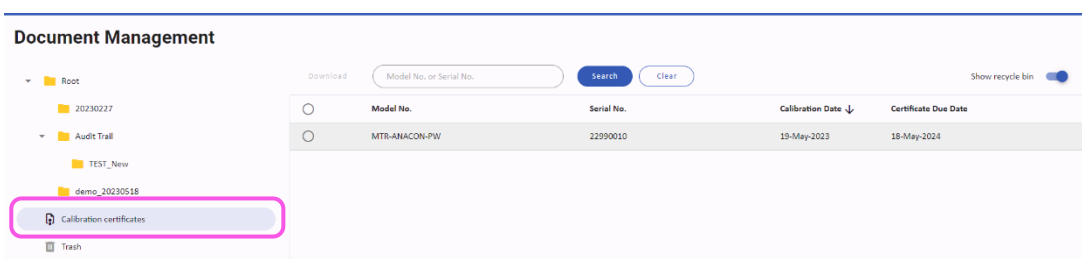 Document Management
Root
20230227
Audit Trail
TEST_New
demo_20230518
Calibration certificates
Trash
Download Model No. or Serial No. Search Clear Show recycle bin
Model No. Serial No. Calibration Date ↓ Certificate Due Date
MTR-ANACON-PW 22990010 19-May-2023 18-May-2024